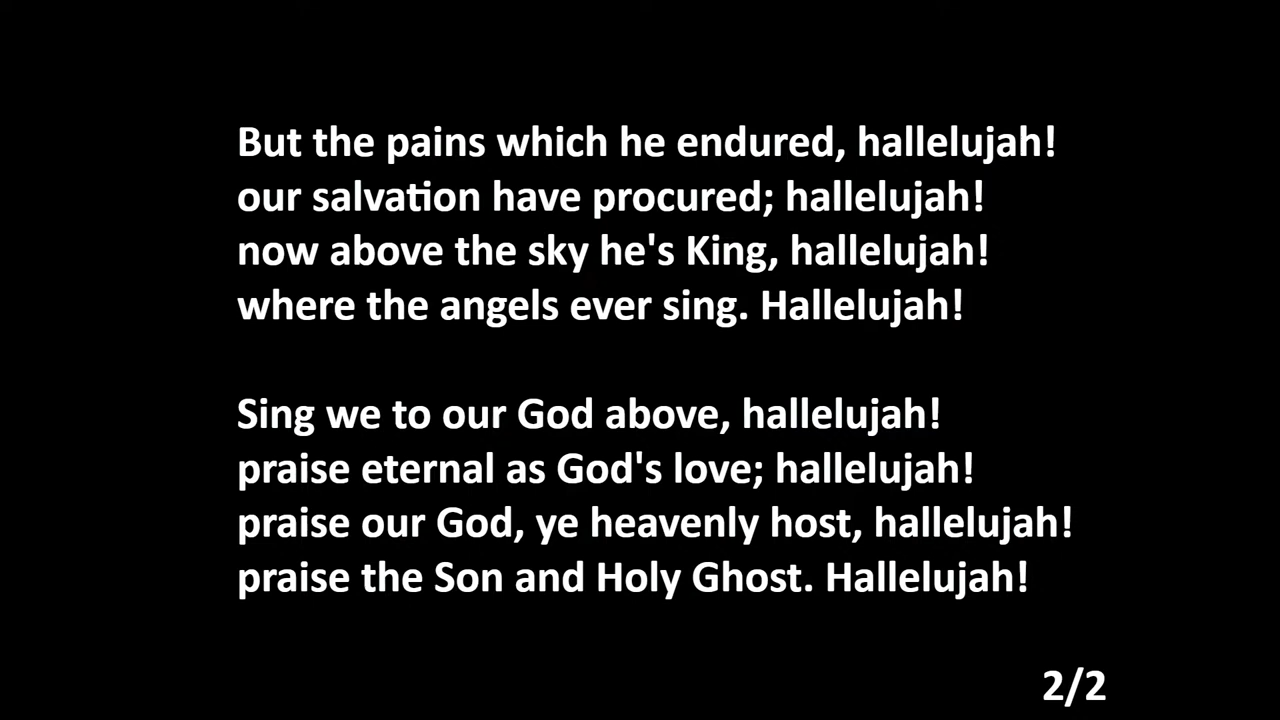 But the pains which he endured, hallelujah!
our salvation have procured; hallelujah!
now above the sky he's King, hallelujah!
where the angels ever sing. Hallelujah!
Sing we to our God above, hallelujah!
praise eternal as God's love; hallelujah!
praise our God, ye heavenly host, hallelujah!
praise the Son and Holy Ghost. Hallelujah!
2/2